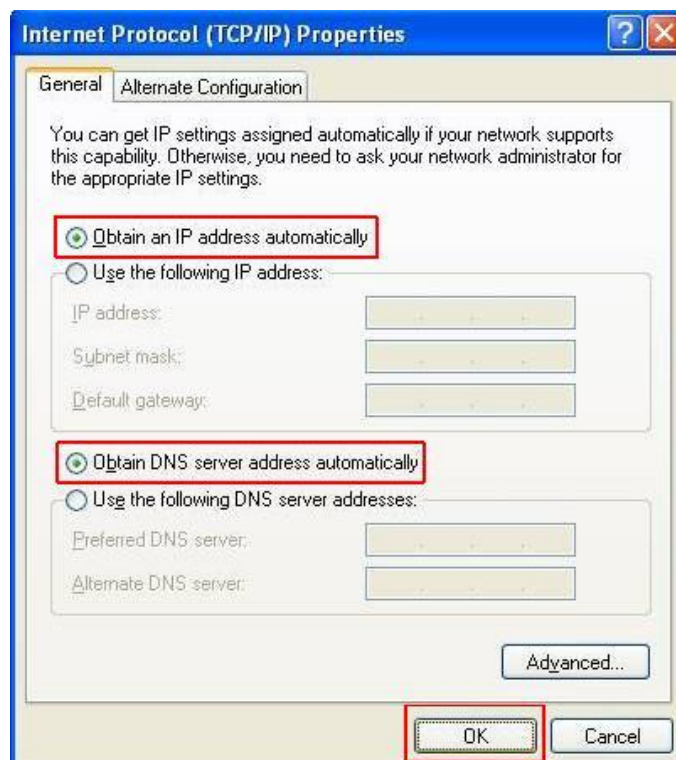 Internet Protocol (TCP/IP) Properties
General
Alternate Configuration
You can get IP settings assigned automatically if your network supports
this capability. Otherwise, you need to ask your network administrator for
the appropriate IP settings.
Obtain an IP address automatically
Use the following IP address:
IP address:
Subnet mask:
Default gateway:
Obtain DNS server address automatically
Use the following DNS server addresses:
Preferred DNS server:
Alternate DNS server:
Advanced...
OK
Cancel